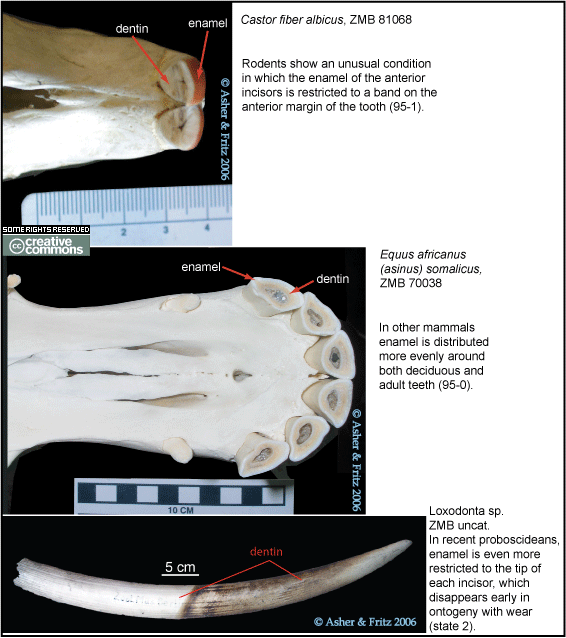 enamel
dentin
Castor fiber albicus, ZMB 81068
Rodents show an unusual condition
in which the enamel of the anterior
incisors is restricted to a band on the
anterior margin of the tooth (95-1).
© Asher & Fritz 2006
2
3
4
SOME RIGHTS RESERVED
cc creative
commons
Equus africanus
(asinus) somalicus,
ZMB 70038
enamel
dentin
In other mammals
enamel is distributed
more evenly around
both deciduous and
adult teeth (95-0).
© Asher & Fritz 2006
10 CM
Loxodonta sp.
ZMB uncat.
In recent proboscideans,
enamel is even more
restricted to the tip of
each incisor, which
disappears early in
ontogeny with wear
(state 2).
dentin
5 cm
© Asher & Fritz 2006